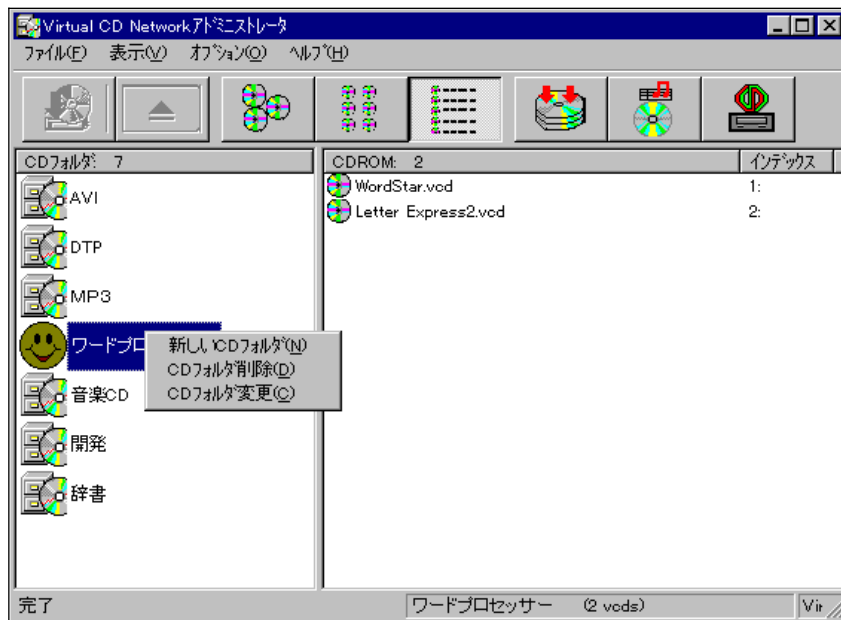 Virtual CD Networkｱﾄﾞﾐﾆｽﾄﾚｰﾀ
ﾌｧｲﾙ(F) 表示(V) ｵﾌﾟｼｮﾝ(O) ﾍﾙﾌﾟ(H)
CDﾌｫﾙﾀﾞ: 7
AVI
DTP
MP3
ワードプロ
音楽CD
開発
辞書
新しいCDﾌｫﾙﾀﾞ(N)
CDﾌｫﾙﾀﾞ削除(D)
CDﾌｫﾙﾀﾞ変更(C)
CDROM: 2 ｲﾝﾃﾞｯｸｽ
WordStar.vcd 1:
Letter Express2.vcd 2:
完了 ワードプロセッサー (2 vcds) Vir